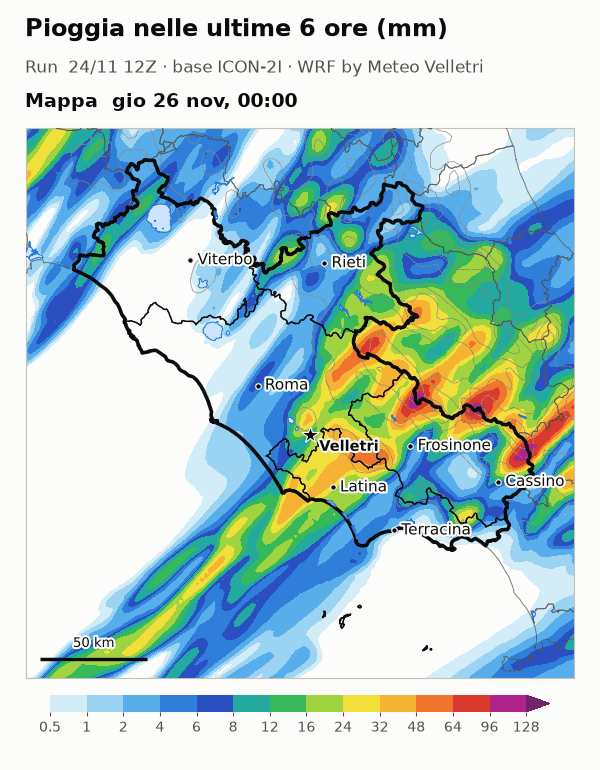 Pioggia nelle ultime 6 ore (mm)
Run 24/11 12Z · base ICON-2I · WRF by Meteo Velletri
Mappa gio 26 nov, 00:00
Viterbo
Rieti
Roma
Velletri
Frosinone
Latina
Cassino
Terracina
50 km
0.5 1 2 4 6 8 12 16 24 32 48 64 96 128